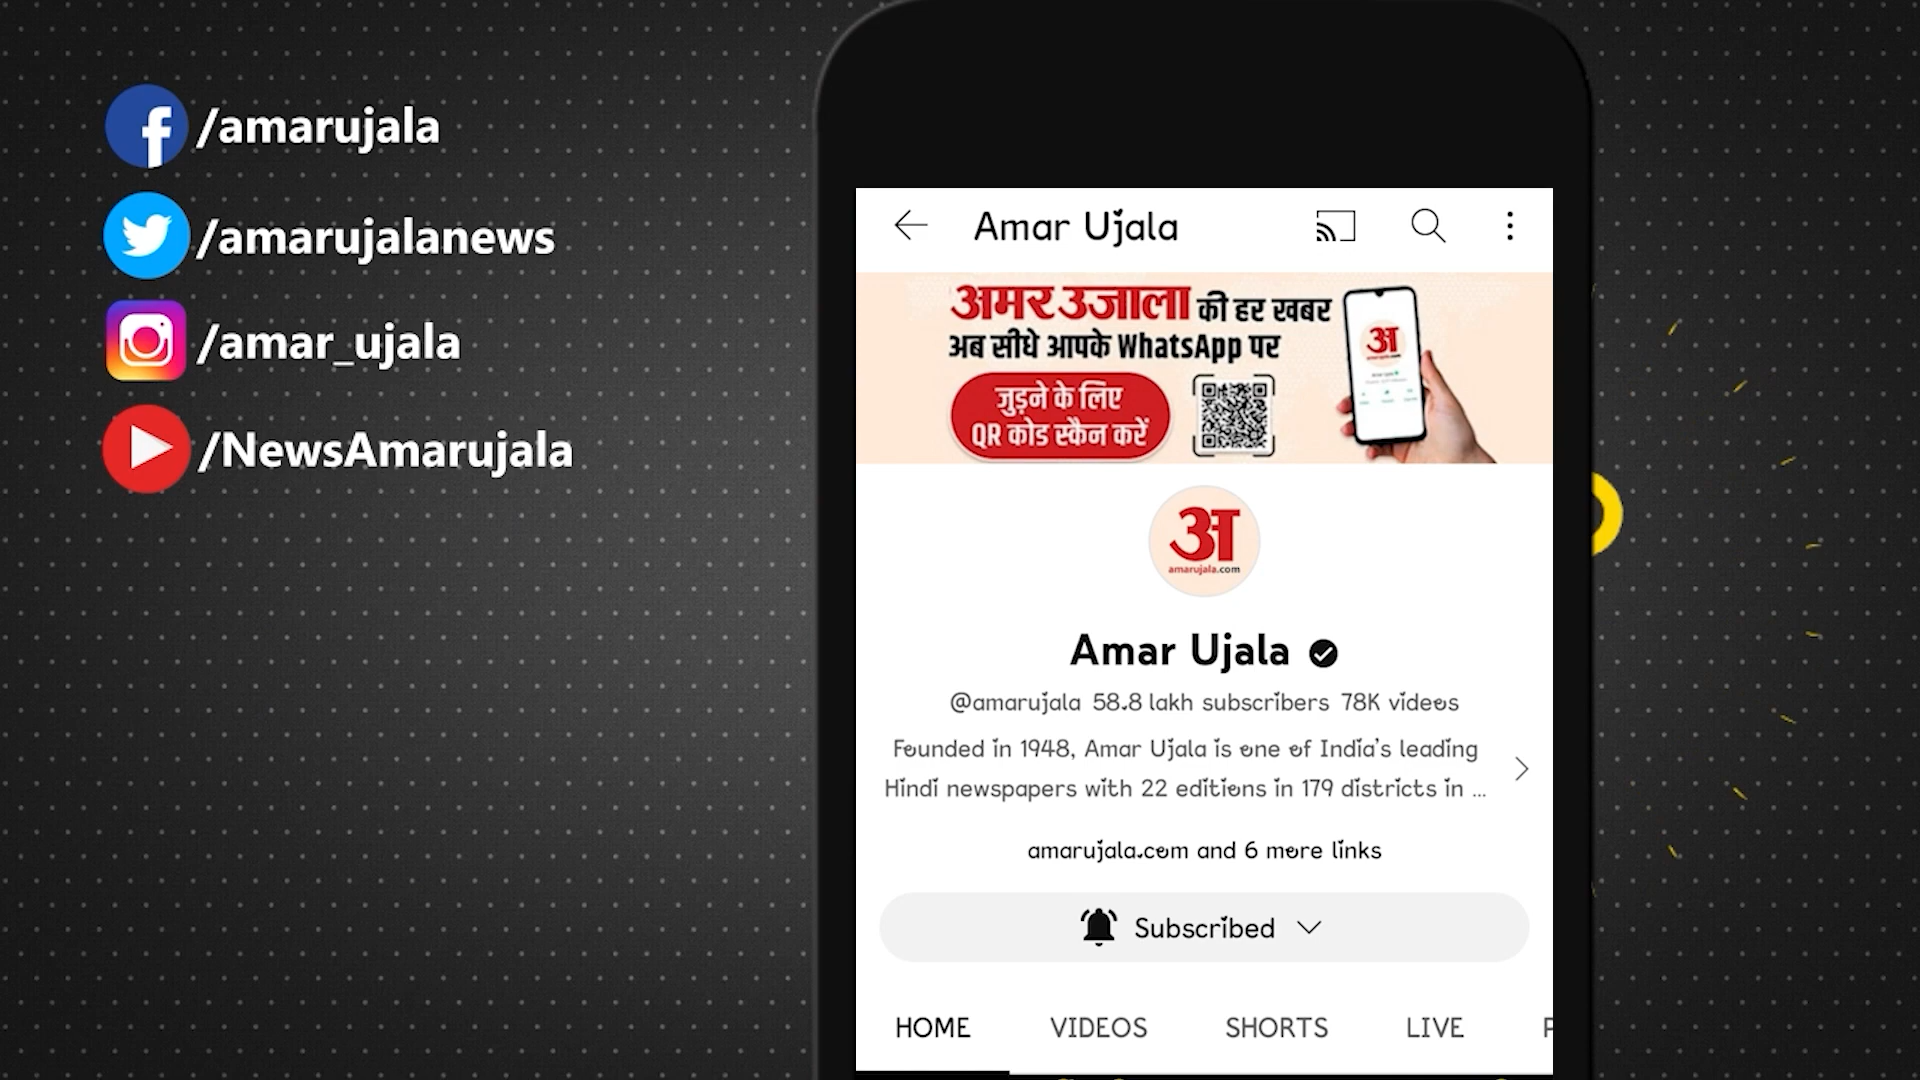 /amarujala
/amarujalanews
/amar_ujala
/NewsAmarujala
Amar Ujala
अमर उजाला की हर खबर
अब सीधे आपके WhatsApp पर
जुड़ने के लिए
QR कोड स्कैन करें
अ
अ
amarujala.com
Amar Ujala
@amarujala 58.8 lakh subscribers 78K videos
Founded in 1948, Amar Ujala is one of India's leading
Hindi newspapers with 22 editions in 179 districts in ...
amarujala.com and 6 more links
Subscribed
HOME VIDEOS SHORTS LIVE